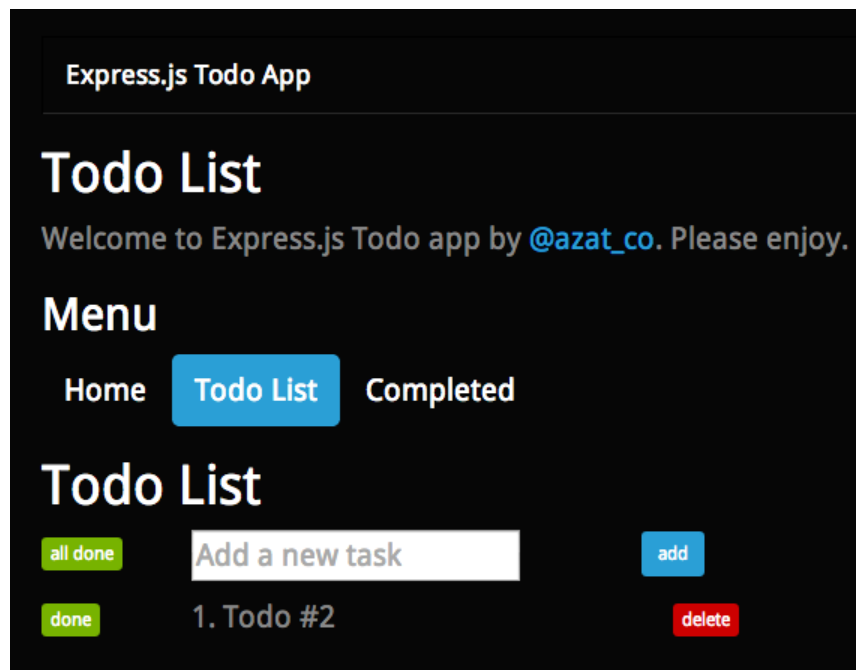 Express.js Todo App
Todo List
Welcome to Express.js Todo app by @azat_co. Please enjoy.
Menu
Home Todo List Completed
Todo List
all done Add a new task add
done 1. Todo #2 delete